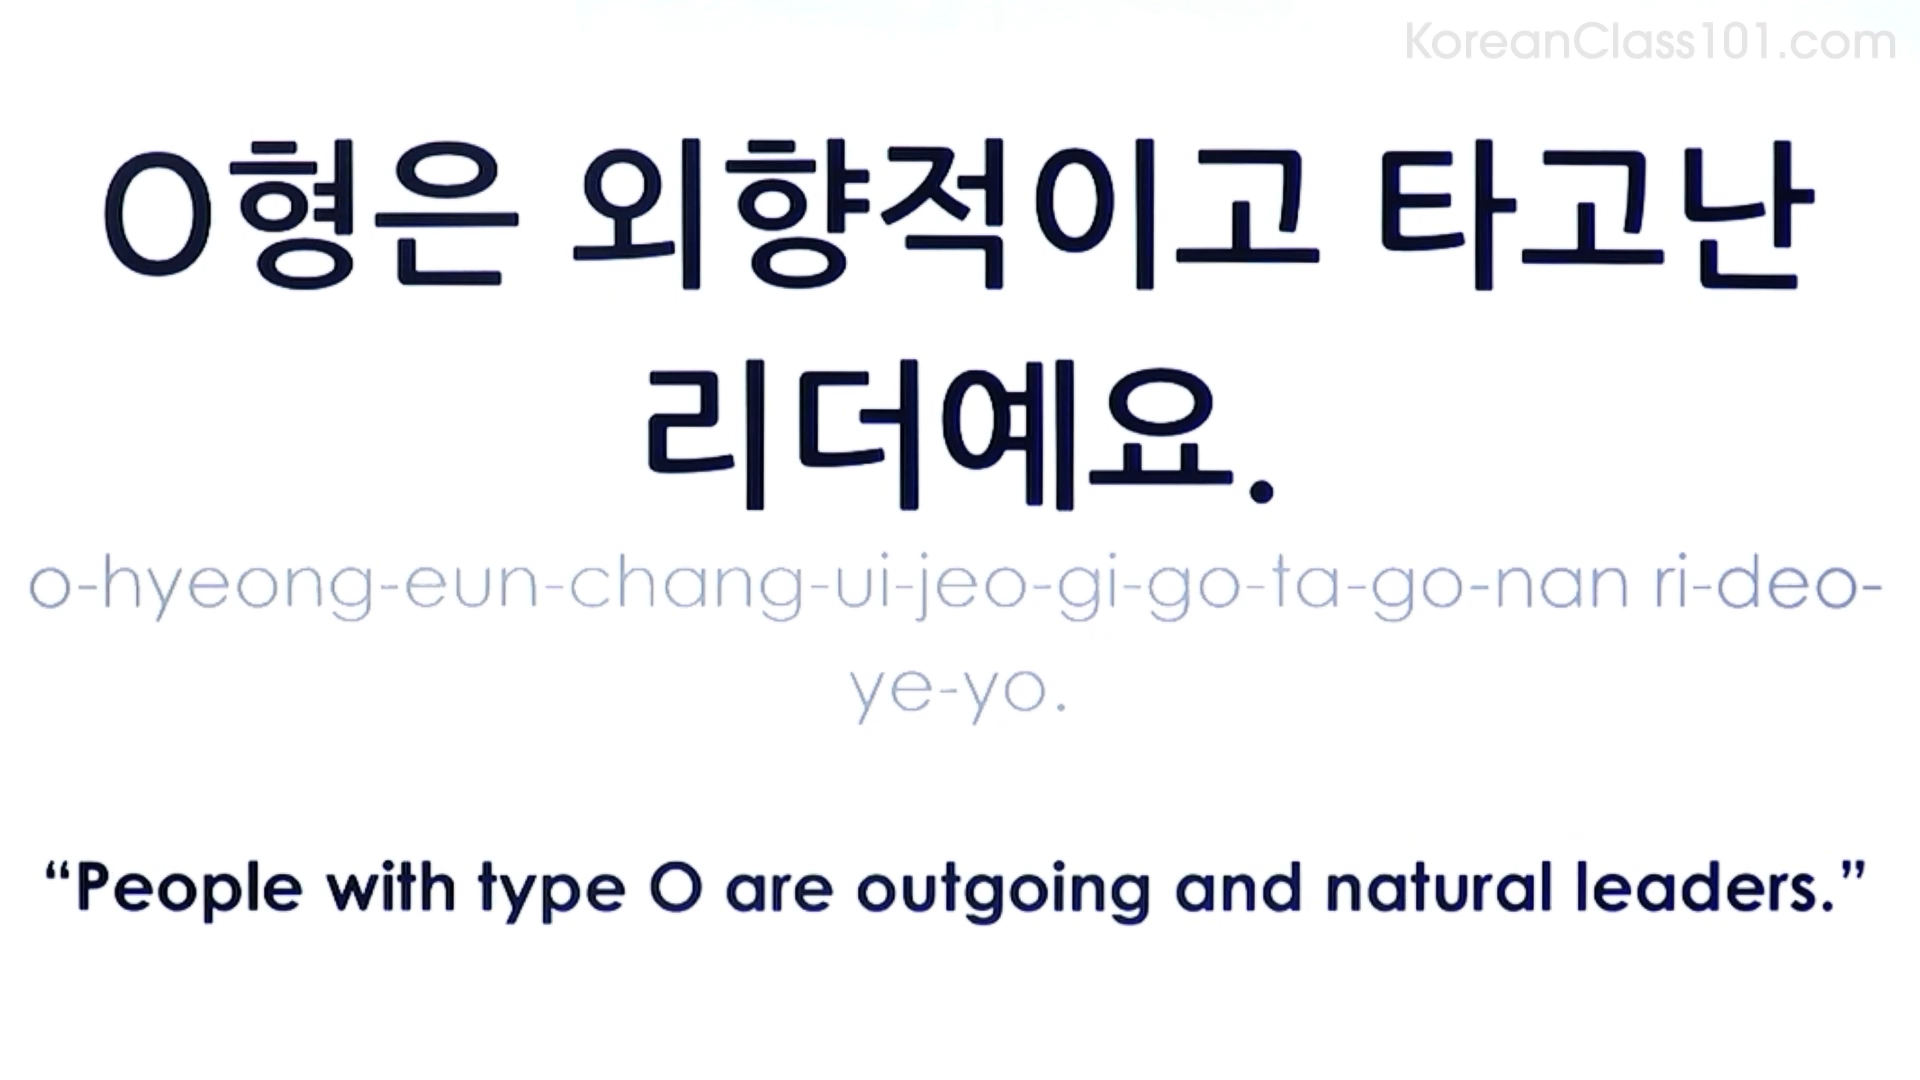 KoreanClass101.com
O형은 외향적이고 타고난
리더예요.
o-hyeong-eun-chang-ui-jeo-gi-go-ta-go-nan ri-deo-
ye-yo.
“People with type O are outgoing and natural leaders.”